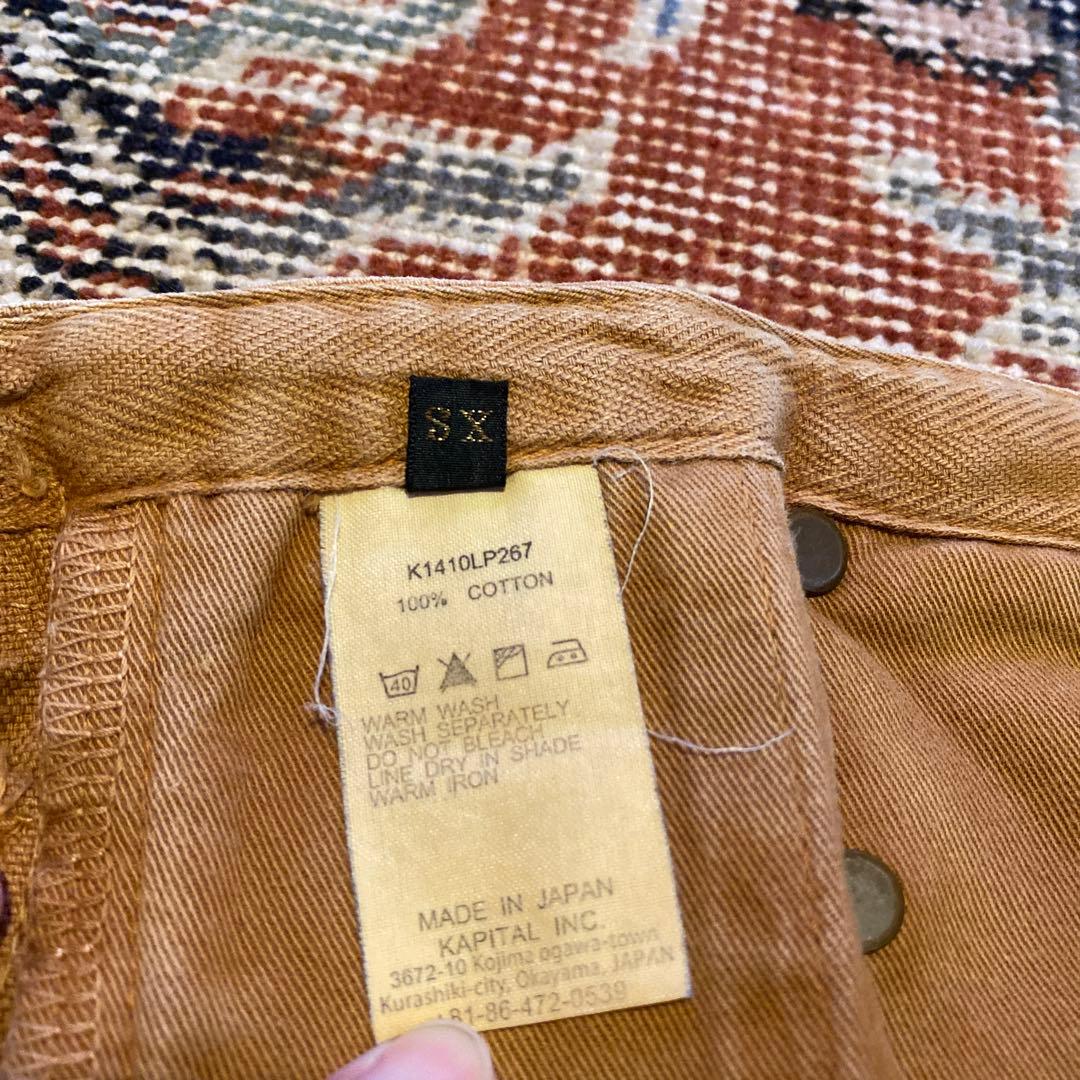 SX
K1410LP267
100% COTTON
40
WARM WASH
WASH SEPARATELY
DO NOT BLEACH
LINE DRY IN SHADE
WARM IRON
MADE IN JAPAN
KAPITAL INC.
3672-10 Kojima ogawa-town
Kurashiki-city, Okayama, JAPAN
81-86-472-0539